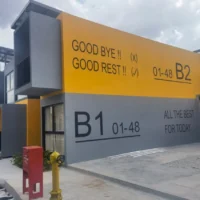 GOOD BYE !! (X)
GOOD REST !! (/)
01-48 B2
B1 01-48
ALL THE BEST
FOR TODAY